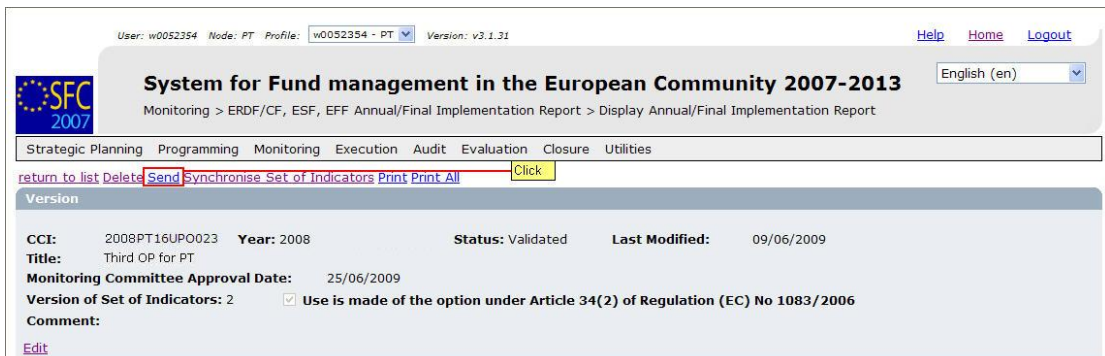 User: w0052354 Node: PT Profile: w0052354 - PT Version: v3.1.31 Help Home Logout
SFC 2007
System for Fund management in the European Community 2007-2013
English (en)
Monitoring > ERDF/CF, ESF, EFF Annual/Final Implementation Report > Display Annual/Final Implementation Report
Strategic Planning Programming Monitoring Execution Audit Evaluation Closure Utilities
return to list Delete Send Synchronise Set of Indicators Print Print All Click
Version
CCI: 2008PT16UPO023 Year: 2008 Status: Validated Last Modified: 09/06/2009
Title: Third OP for PT
Monitoring Committee Approval Date: 25/06/2009
Version of Set of Indicators: 2 Use is made of the option under Article 34(2) of Regulation (EC) No 1083/2006
Comment:
Edit